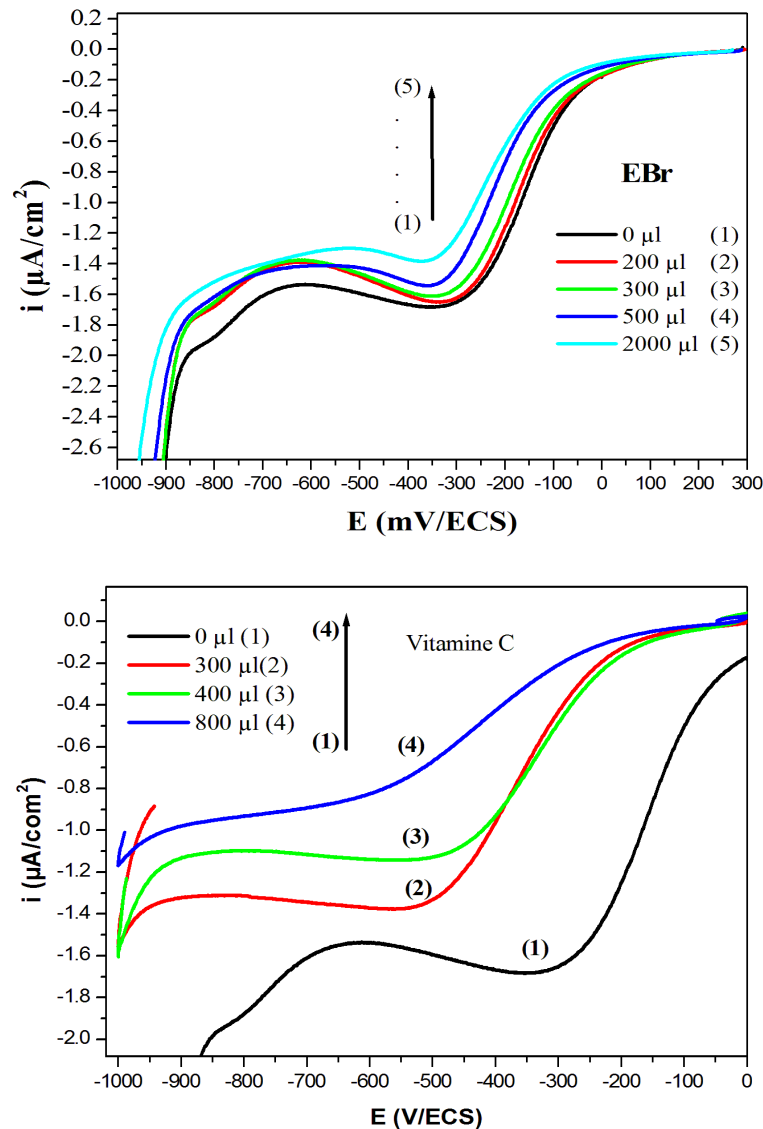 0.2
0.0
-0.2
-0.4
-0.6
-0.8
-1.0
-1.2
-1.4
-1.6
-1.8
-2.0
-2.2
-2.4
-2.6
i (µA/cm²)
(5)
.
.
.
.
(1)
EBr
0 µl (1)
200 µl (2)
300 µl (3)
500 µl (4)
2000 µl (5)
-1000 -900 -800 -700 -600 -500 -400 -300 -200 -100 0 100 200 300
E (mV/ECS)
0.0
-0.2
-0.4
-0.6
-0.8
-1.0
-1.2
-1.4
-1.6
-1.8
-2.0
i (µA/com²)
0 µl (1)
300 µl(2)
400 µl (3)
800 µl (4)
(4)
(1)
Vitamine C
(4)
(3)
(2)
(1)
-1000 -900 -800 -700 -600 -500 -400 -300 -200 -100 0
E (V/ECS)